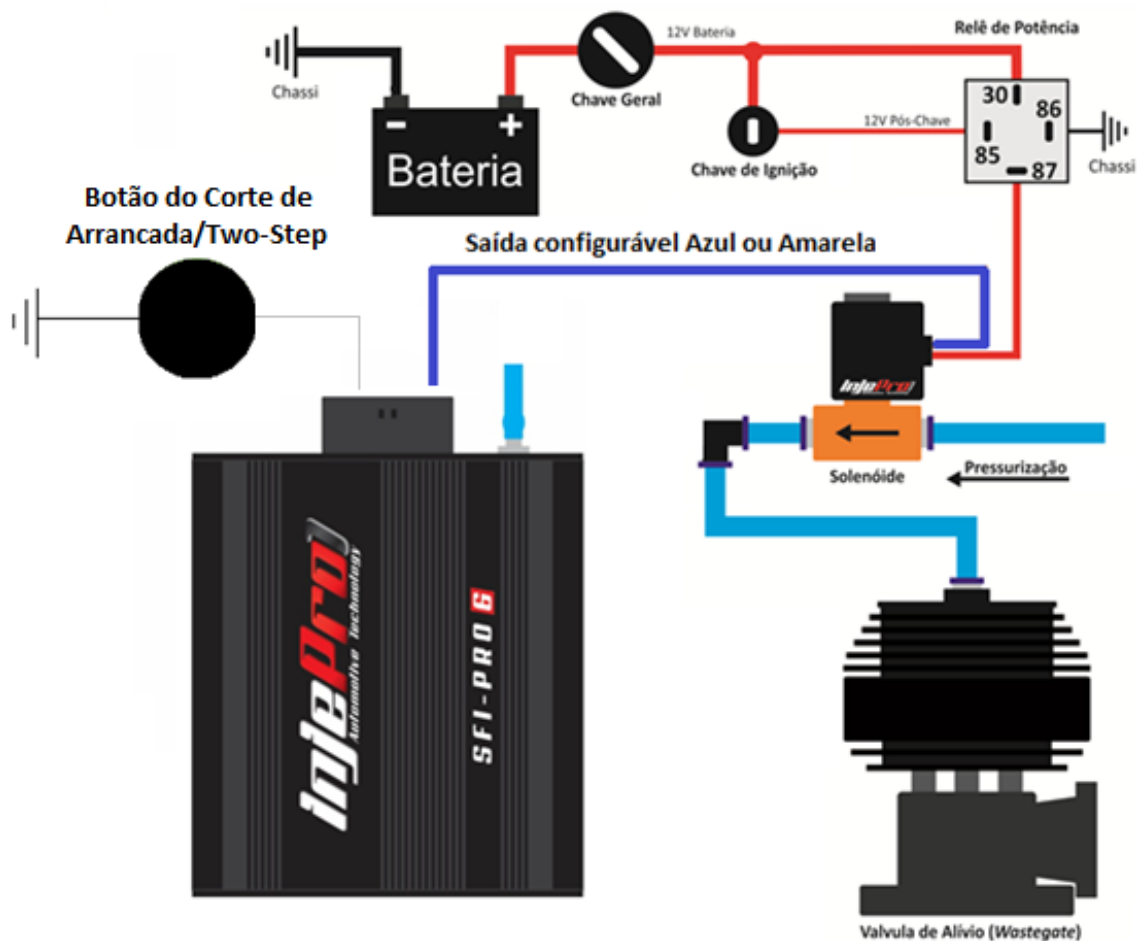 12V Bateria
Relê de Potência
Chassi
Chave Geral
30
86
85
87
12V Pós-Chave
Chave de Ignição
Chassi
- +
Bateria
Botão do Corte de
Arrancada/Two-Step
Saída configurável Azul ou Amarela
InjePro
Solenóide
Pressurização
injepro
Automotive Technology
SFI-PRO 6
Valvula de Alívio (Wastegate)